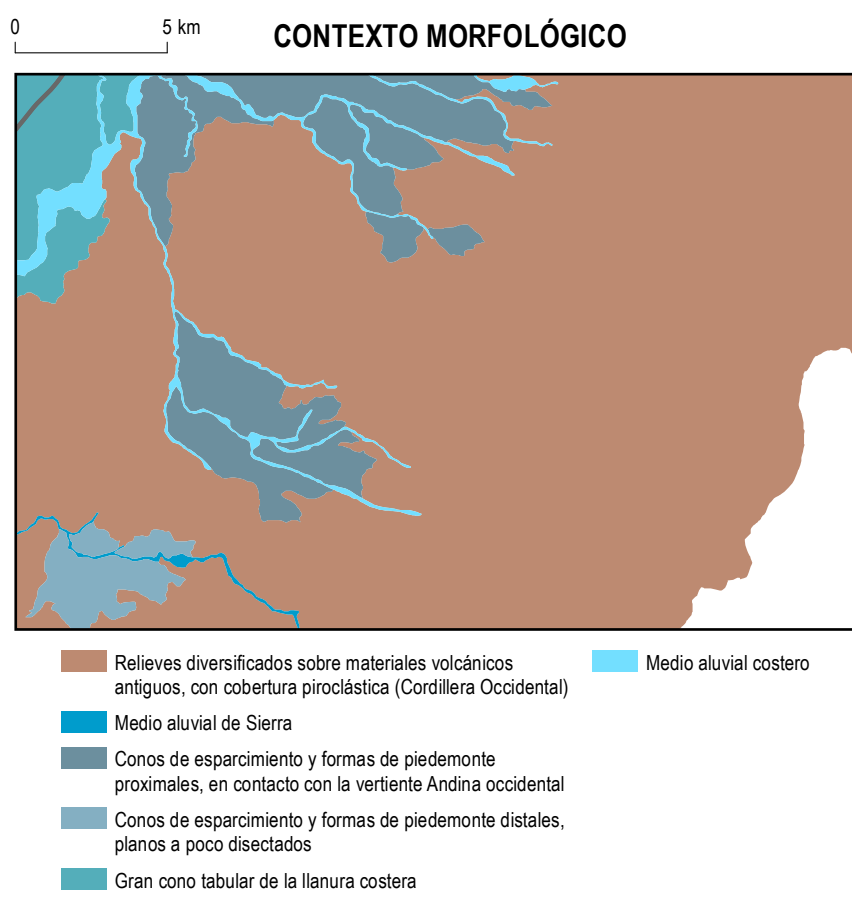 0
5 km
CONTEXTO MORFOLÓGICO
Relieves diversificados sobre materiales volcánicos
antiguos, con cobertura piroclástica (Cordillera Occidental)
Medio aluvial costero
Medio aluvial de Sierra
Conos de esparcimiento y formas de piedemonte
proximales, en contacto con la vertiente Andina occidental
Conos de esparcimiento y formas de piedemonte distales,
planos a poco disectados
Gran cono tabular de la llanura costera